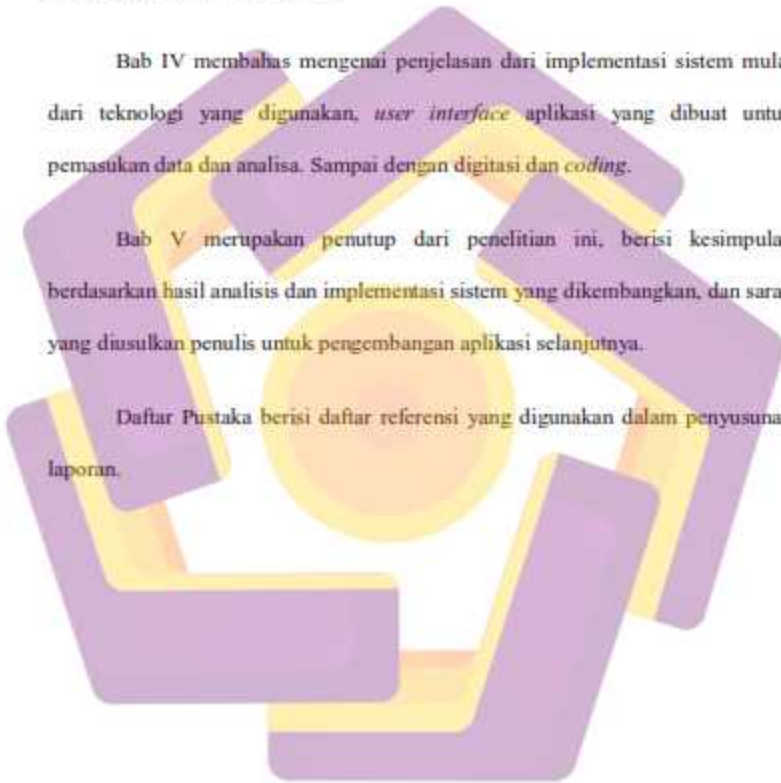 Bab IV membahas mengenai penjelasan dari implementasi sistem mula
dari teknologi yang digunakan, user interface aplikasi yang dibuat untu
pemasukan data dan analisa. Sampai dengan digitasi dan coding.
Bab V merupakan penutup dari penelitian ini, berisi kesimpula
berdasarkan hasil analisis dan implementasi sistem yang dikembangkan, dan sara
yang diusulkan penulis untuk pengembangan aplikasi selanjutnya.
Daftar Pustaka berisi daftar referensi yang digunakan dalam penyusuna
laporan.